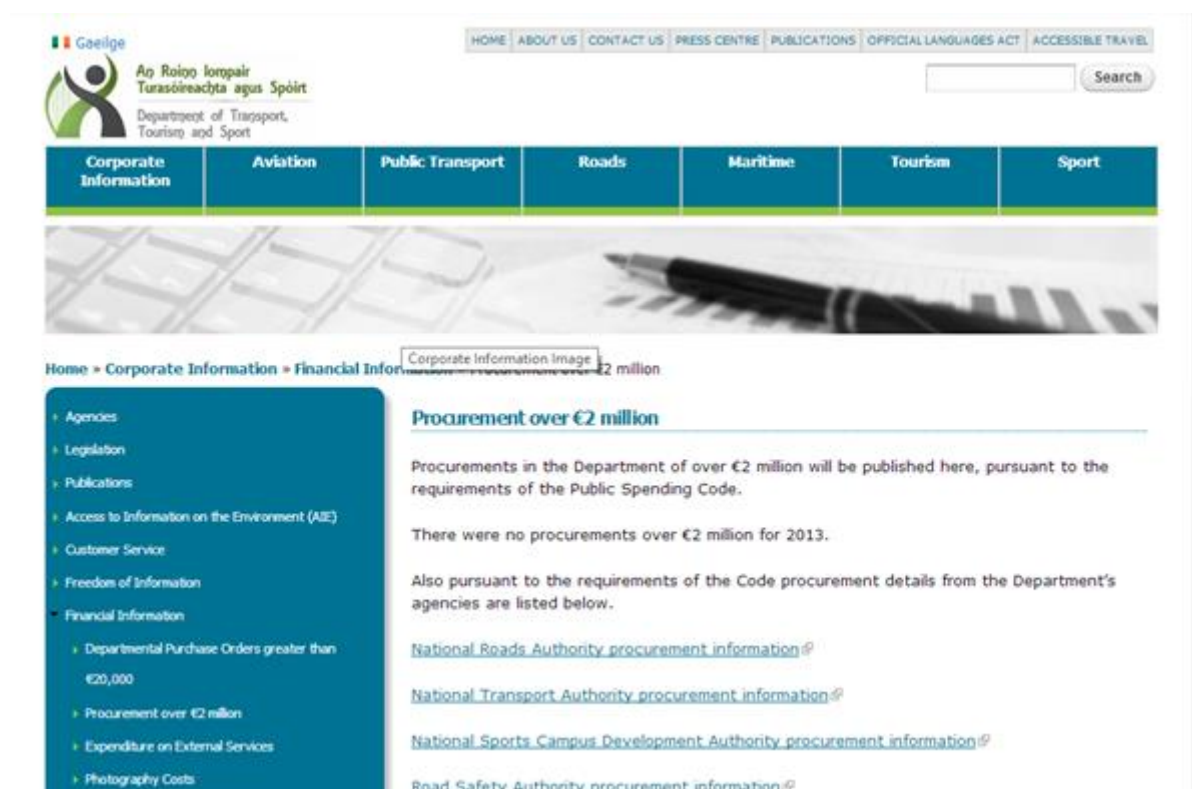 Gaeilge
HOME ABOUT US CONTACT US PRESS CENTRE PUBLICATIONS OFFICIAL LANGUAGES ACT ACCESSIBLE TRAVEL
An Roinn Iompair
Turasóireachta agus Spóirt
Department of Transport,
Tourism and Sport
Search
Corporate Information
Aviation
Public Transport
Roads
Maritime
Tourism
Sport
Corporate Information Image
Home » Corporate Information » Financial Infor over €2 million
Agencies
Legislation
Publications
Access to Information on the Environment (AIE)
Customer Service
Freedom of Information
Financial Information
Departmental Purchase Orders greater than
€20,000
Procurement over €2 million
Expenditure on External Services
Photography Costs
Procurement over €2 million
Procurements in the Department of over €2 million will be published here, pursuant to the
requirements of the Public Spending Code.
There were no procurements over €2 million for 2013.
Also pursuant to the requirements of the Code procurement details from the Department's
agencies are listed below.
National Roads Authority procurement information
National Transport Authority procurement information
National Sports Campus Development Authority procurement information
Road Safety Authority procurement information